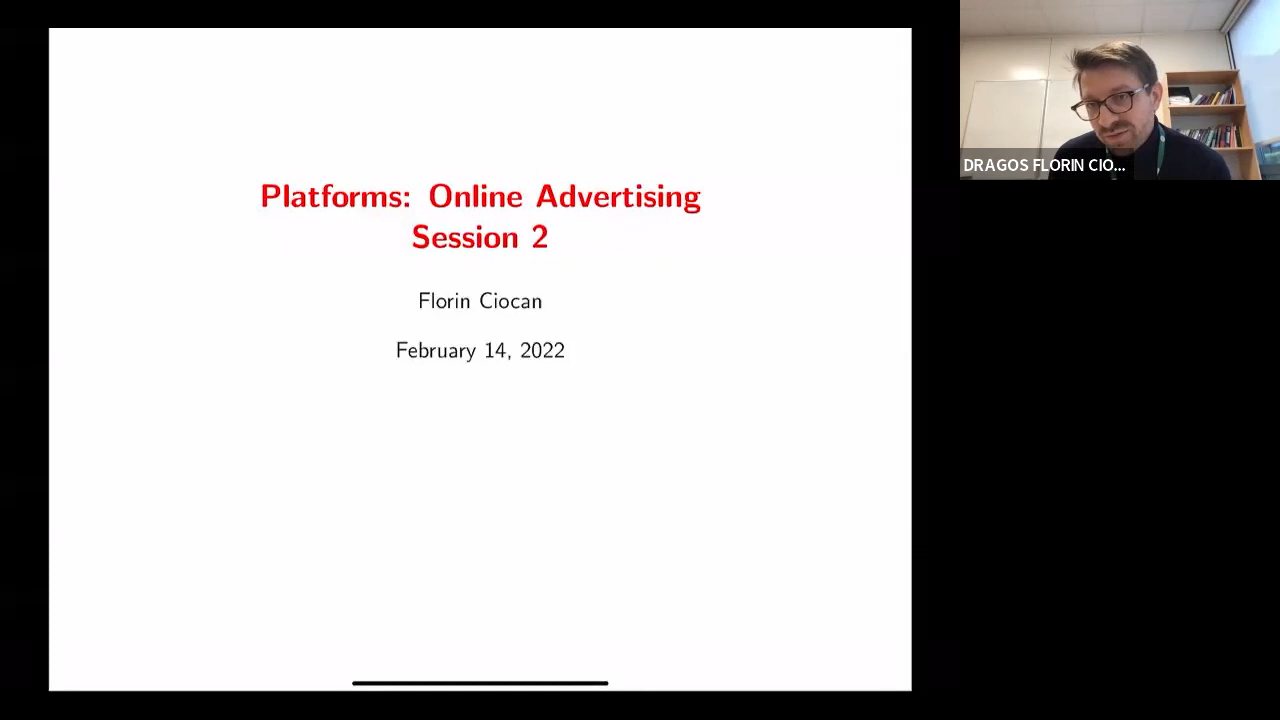 Platforms: Online Advertising
Session 2
Florin Ciocan
February 14, 2022
DRAGOS FLORIN CIO...